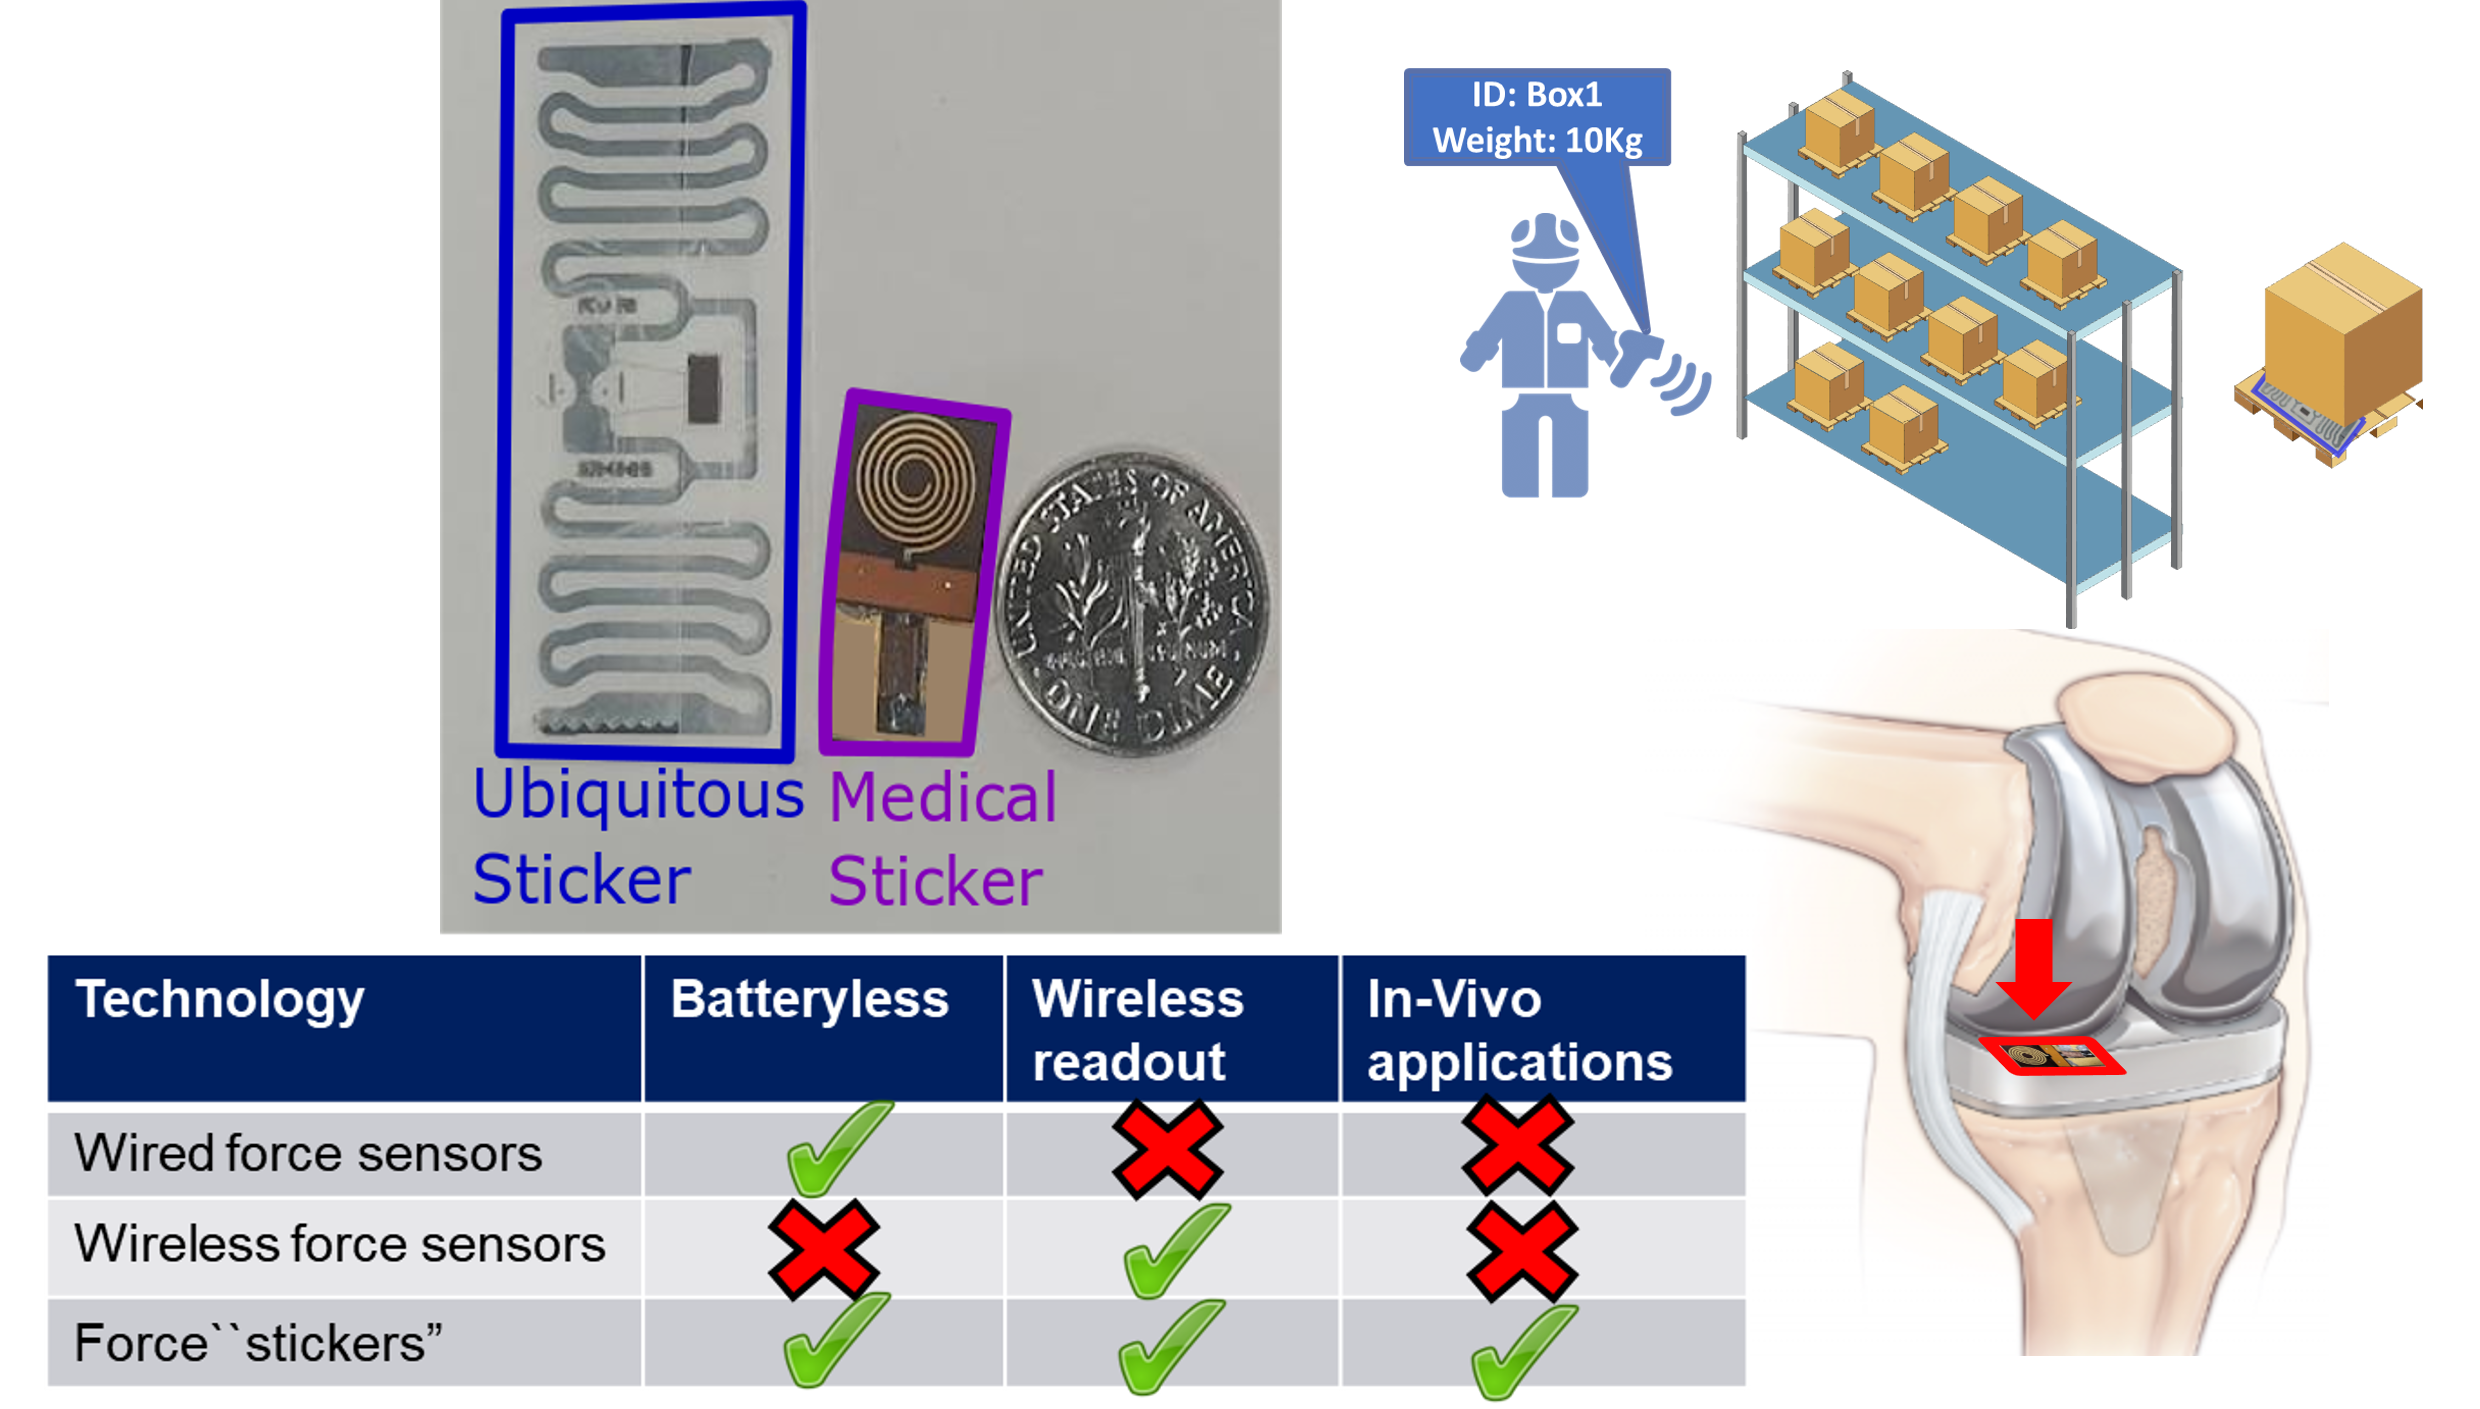 ID: Box1
Weight: 10Kg
UNITED STATES OF AMERICA
ONE DIME
Ubiquitous Medical
Sticker Sticker
Technology Batteryless Wireless readout In-Vivo applications
Wired force sensors
Wireless force sensors
Force``stickers”